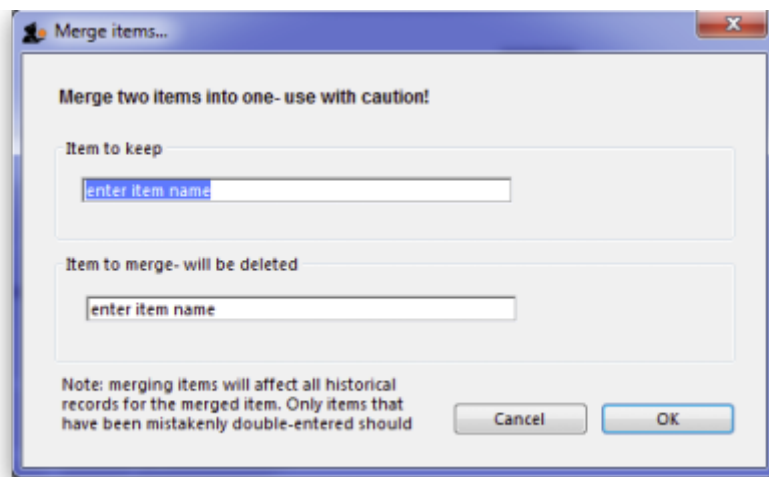 Merge items...
Merge two items into one- use with caution!
Item to keep
enter item name
Item to merge- will be deleted
enter item name
Note: merging items will affect all historical
records for the merged item. Only items that
have been mistakenly double-entered should
Cancel
OK